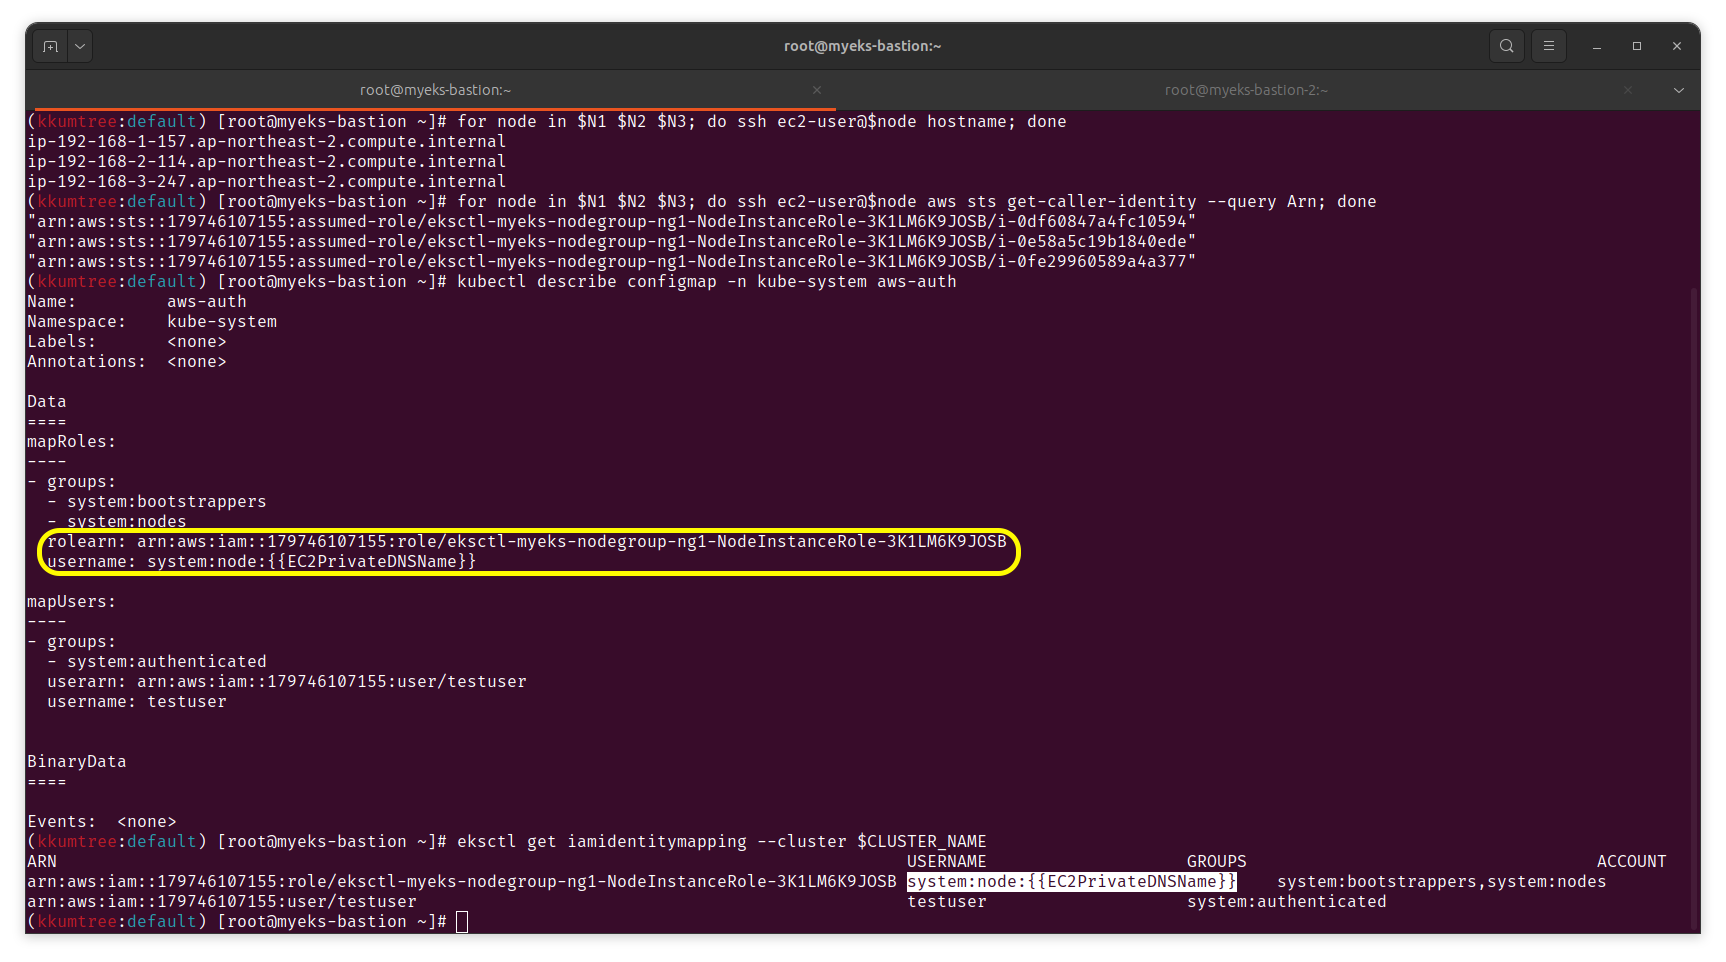 root@myeks-bastion:~
root@myeks-bastion:~
root@myeks-bastion-2:~
(kkumtree:default) [root@myeks-bastion ~]# for node in $N1 $N2 $N3; do ssh ec2-user@$node hostname; done
ip-192-168-1-157.ap-northeast-2.compute.internal
ip-192-168-2-114.ap-northeast-2.compute.internal
ip-192-168-3-247.ap-northeast-2.compute.internal
(kkumtree:default) [root@myeks-bastion ~]# for node in $N1 $N2 $N3; do ssh ec2-user@$node aws sts get-caller-identity --query Arn; done
"arn:aws:sts::179746107155:assumed-role/eksctl-myeks-nodegroup-ng1-NodeInstanceRole-3K1LM6K9JOSB/i-0df60847a4fc10594"
"arn:aws:sts::179746107155:assumed-role/eksctl-myeks-nodegroup-ng1-NodeInstanceRole-3K1LM6K9JOSB/i-0e58a5c19b1840ede"
"arn:aws:sts::179746107155:assumed-role/eksctl-myeks-nodegroup-ng1-NodeInstanceRole-3K1LM6K9JOSB/i-0fe29960589a4a377"
(kkumtree:default) [root@myeks-bastion ~]# kubectl describe configmap -n kube-system aws-auth
Name:         aws-auth
Namespace:    kube-system
Labels:       <none>
Annotations:  <none>
Data
====
mapRoles:
----
- groups:
  - system:bootstrappers
  - system:nodes
  rolearn: arn:aws:iam::179746107155:role/eksctl-myeks-nodegroup-ng1-NodeInstanceRole-3K1LM6K9JOSB
  username: system:node:{{EC2PrivateDNSName}}
mapUsers:
----
- groups:
  - system:authenticated
  userarn: arn:aws:iam::179746107155:user/testuser
  username: testuser
BinaryData
====
Events:  <none>
(kkumtree:default) [root@myeks-bastion ~]# eksctl get iamidentitymapping --cluster $CLUSTER_NAME
ARN                                                                                     USERNAME                    GROUPS                                   ACCOUNT
arn:aws:iam::179746107155:role/eksctl-myeks-nodegroup-ng1-NodeInstanceRole-3K1LM6K9JOSB system:node:{{EC2PrivateDNSName}}    system:bootstrappers,system:nodes
arn:aws:iam::179746107155:user/testuser                                                 testuser                    system:authenticated
(kkumtree:default) [root@myeks-bastion ~]#